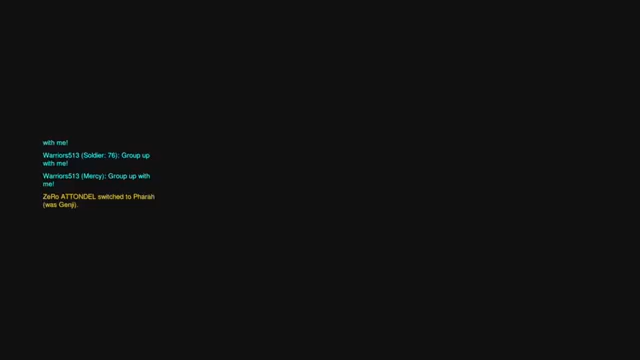 with me!
Warriors513 (Soldier: 76): Group up
with me!
Warriors513 (Mercy): Group up with
me!
ZeRo ATTONDEL switched to Pharah
(was Genji).